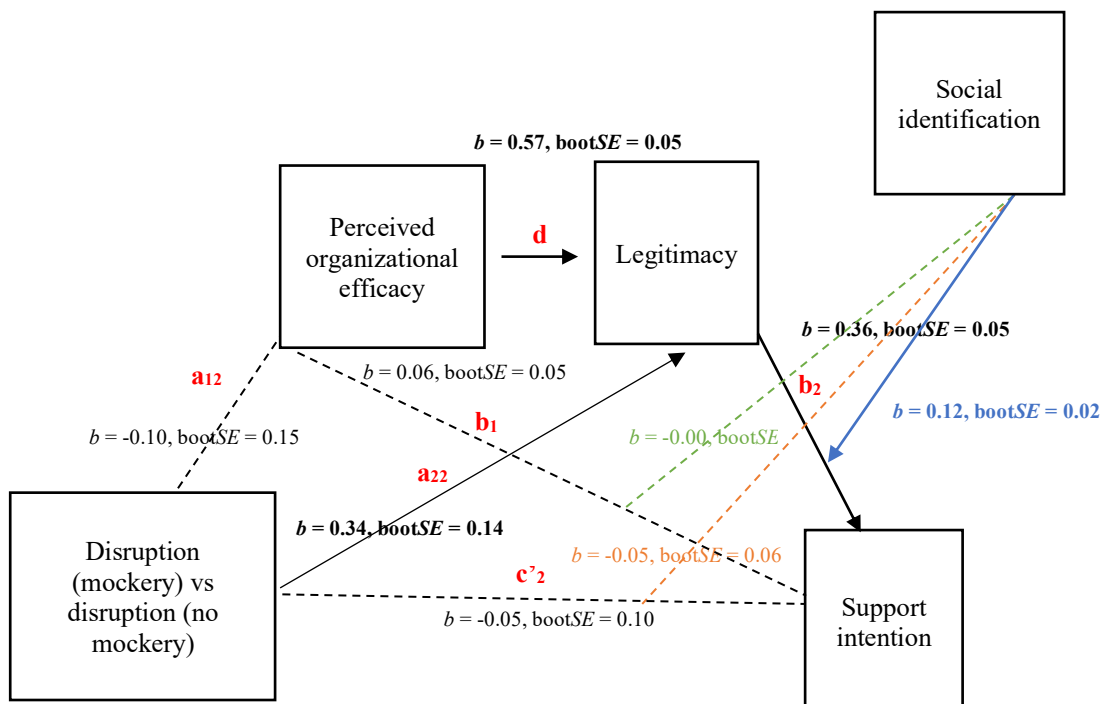 Social
identification
b = 0.57, bootSE = 0.05
Perceived
organizational
efficacy
d
Legitimacy
b = 0.36, bootSE = 0.05
a12
b = 0.06, bootSE = 0.05
b2
b = 0.12, bootSE = 0.02
b1
b = -0.10, bootSE = 0.15
b = -0.00, bootSE
a22
Disruption
(mockery) vs
disruption (no
mockery)
b = 0.34, bootSE = 0.14
b = -0.05, bootSE = 0.06
c’2
b = -0.05, bootSE = 0.10
Support
intention